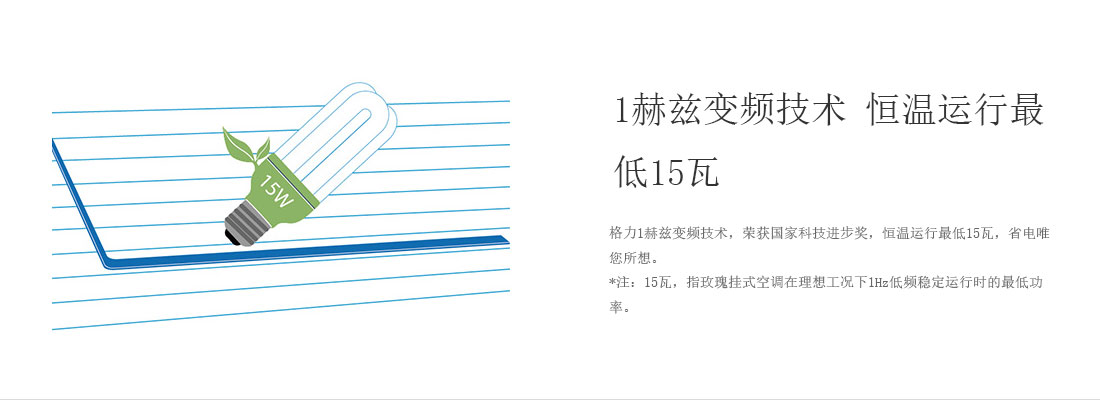 15W
1赫兹变频技术 恒温运行最
低15瓦
格力1赫兹变频技术，荣获国家科技进步奖，恒温运行最低15瓦，省电唯
您所想。
*注：15瓦，指玫瑰挂式空调在理想工况下1Hz低频稳定运行时的最低功
率。